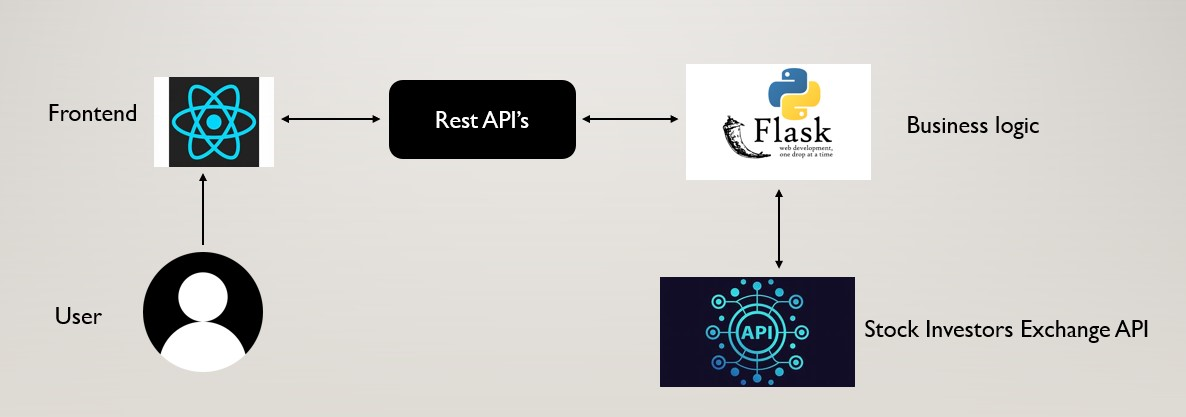 Frontend
Rest API's
Flask
web development,
one drop at a time
Business logic
User
API
Stock Investors Exchange API